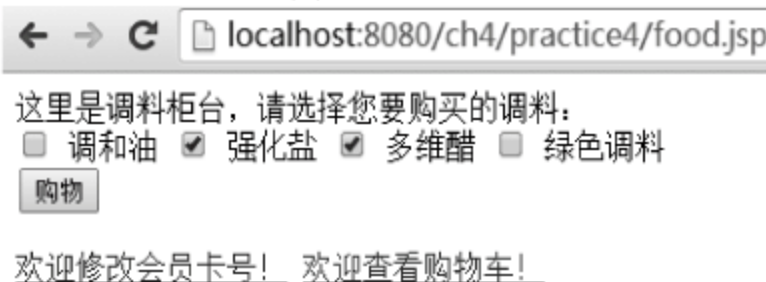 localhost:8080/ch4/practice4/food.jsp
这里是调料柜台，请选择您要购买的调料：
调和油 强化盐 多维醋 绿色调料
购物
欢迎修改会员卡号！ 欢迎查看购物车！